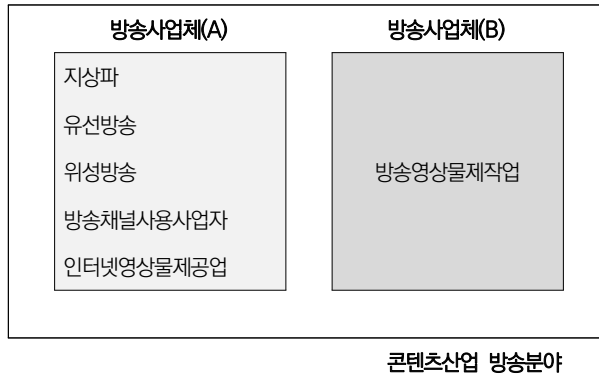 방송사업체(A)
지상파
유선방송
위성방송
방송채널사용사업자
인터넷영상물제공업
방송사업체(B)
방송영상물제작업
콘텐츠산업 방송분야